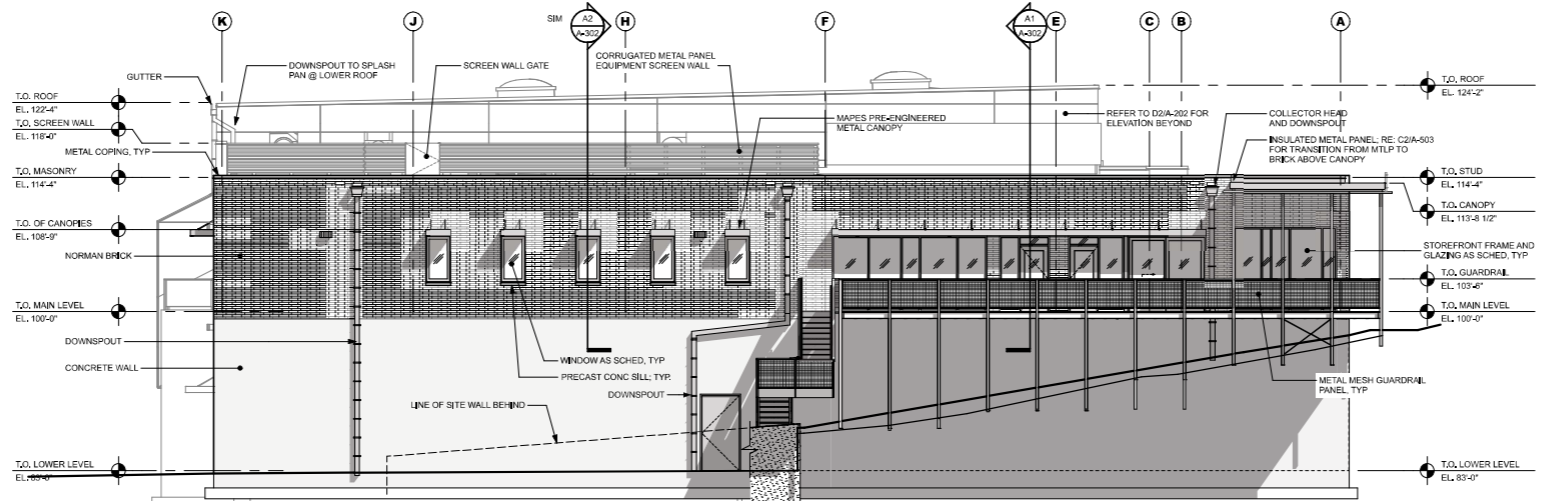 K
J
SIM
A2
A-302
H
F
A1
A-302
E
C
B
A
GUTTER
DOWNSPOUT TO SPLASH
PAN @ LOWER ROOF
SCREEN WALL GATE
CORRUGATED METAL PANEL
EQUIPMENT SCREEN WALL
MAPES PRE-ENGINEERED
METAL CANOPY
REFER TO D2/A-202 FOR
ELEVATION BEYOND
COLLECTOR HEAD
AND DOWNSPOUT
INSULATED METAL PANEL; RE: C2/A-503
FOR TRANSITION FROM MTLP TO
BRICK ABOVE CANOPY
T.O. ROOF
EL. 122'-4"
T.O. SCREEN WALL
EL. 118'-0"
METAL COPING, TYP
T.O. MASONRY
EL. 114'-4"
T.O. OF CANOPIES
EL. 108'-9"
NORMAN BRICK
T.O. MAIN LEVEL
EL. 100'-0"
DOWNSPOUT
CONCRETE WALL
T.O. LOWER LEVEL
EL. 83'-0"
WINDOW AS SCHED, TYP
PRECAST CONC SILL; TYP.
DOWNSPOUT
LINE OF SITE WALL BEHIND
T.O. ROOF
EL. 124'-2"
T.O. STUD
EL. 114'-4"
T.O. CANOPY
EL. 113'-8 1/2"
STOREFRONT FRAME AND
GLAZING AS SCHED, TYP
T.O. GUARDRAIL
EL. 103'-6"
T.O. MAIN LEVEL
EL. 100'-0"
METAL MESH GUARDRAIL
PANEL, TYP
T.O. LOWER LEVEL
EL. 83'-0"